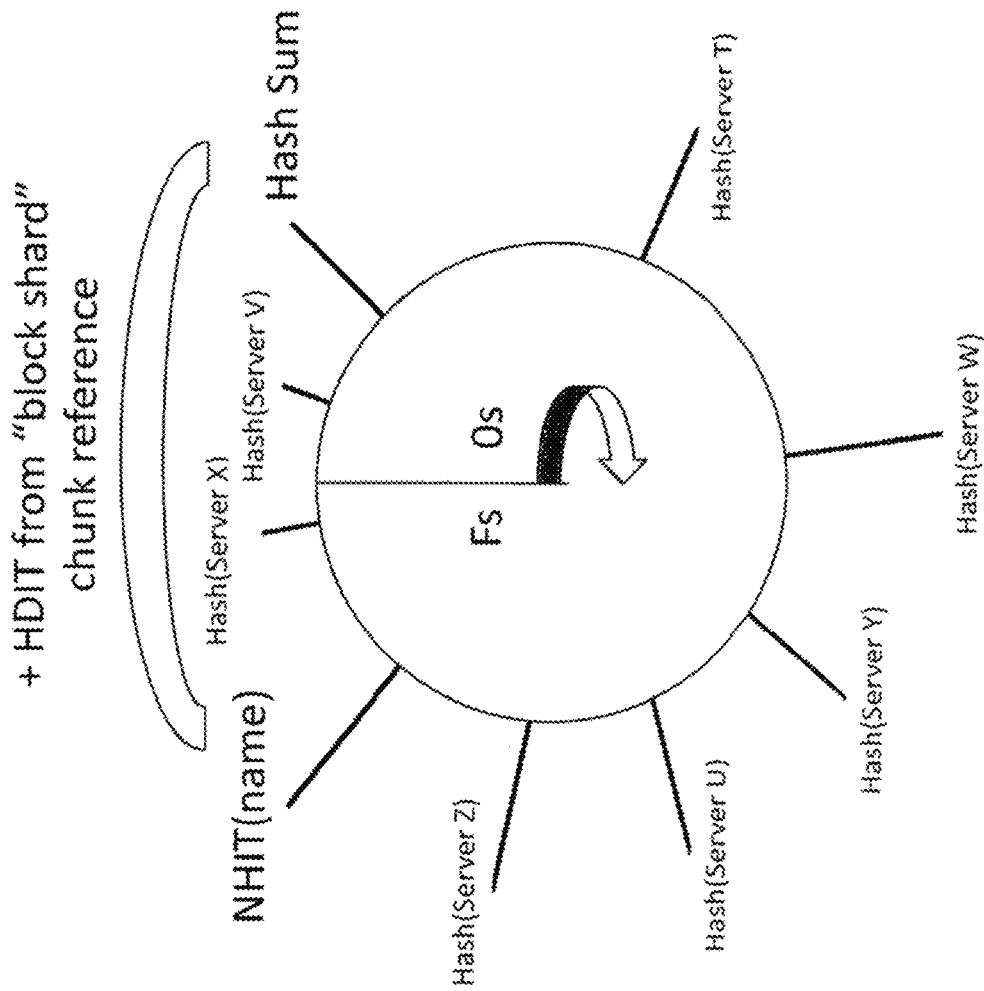 + HDIT from “block shard”
chunk reference
NHIT(name)
Hash Sum
Hash(Server X)
Hash(Server V)
Hash(Server Z)
Hash(Server T)
Fs
0s
Hash(Server U)
Hash(Server Y)
Hash(Server W)